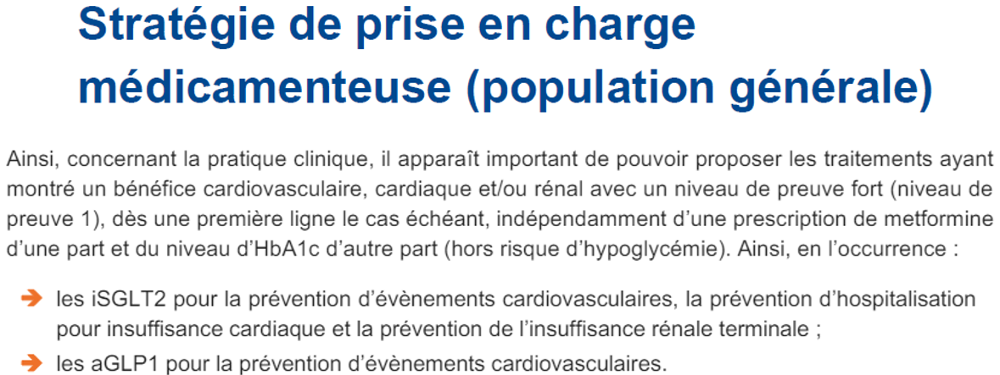 Stratégie de prise en charge
médicamenteuse (population générale)
Ainsi, concernant la pratique clinique, il apparaît important de pouvoir proposer les traitements ayant
montré un bénéfice cardiovasculaire, cardiaque et/ou rénal avec un niveau de preuve fort (niveau de
preuve 1), dès une première ligne le cas échéant, indépendamment d’une prescription de metformine
d’une part et du niveau d’HbA1c d’autre part (hors risque d’hypoglycémie). Ainsi, en l’occurrence :
➔ les iSGLT2 pour la prévention d’évènements cardiovasculaires, la prévention d’hospitalisation
pour insuffisance cardiaque et la prévention de l’insuffisance rénale terminale ;
➔ les aGLP1 pour la prévention d’évènements cardiovasculaires.